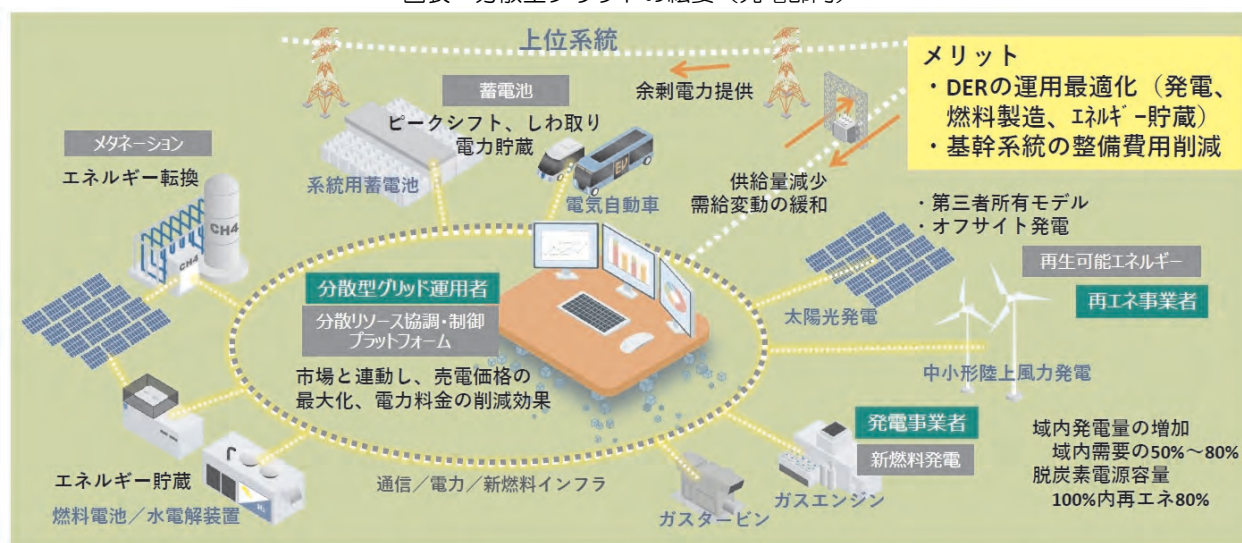 上位系統
メリット
・DERの運用最適化（発電、
燃料製造、ｴﾈﾙｷﾞｰ貯蔵）
・基幹系統の整備費用削減
蓄電池
ピークシフト、しわ取り
電力貯蔵
余剰電力提供
メタネーション
エネルギー転換
CH4
CH4
系統用蓄電池
EV
電気自動車
供給量減少
需給変動の緩和
・第三者所有モデル
・オフサイト発電
再生可能エネルギー
再エネ事業者
太陽光発電
中小形陸上風力発電
分散型グリッド運用者
分散リソース協調・制御
プラットフォーム
市場と連動し、売電価格の
最大化、電力料金の削減効果
発電事業者
新燃料発電
域内発電量の増加
域内需要の50%～80%
脱炭素電源容量
100%内再エネ80%
エネルギー貯蔵
燃料電池／水電解装置
通信／電力／新燃料インフラ
ガスタービン
ガスエンジン